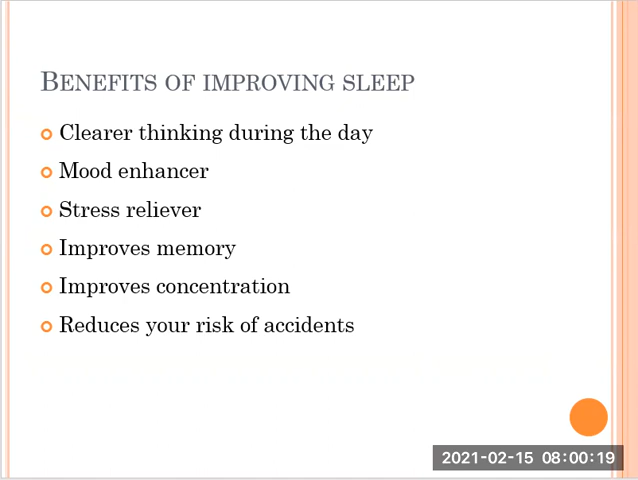 Benefits of improving sleep
Clearer thinking during the day
Mood enhancer
Stress reliever
Improves memory
Improves concentration
Reduces your risk of accidents
2021-02-15 08:00:19